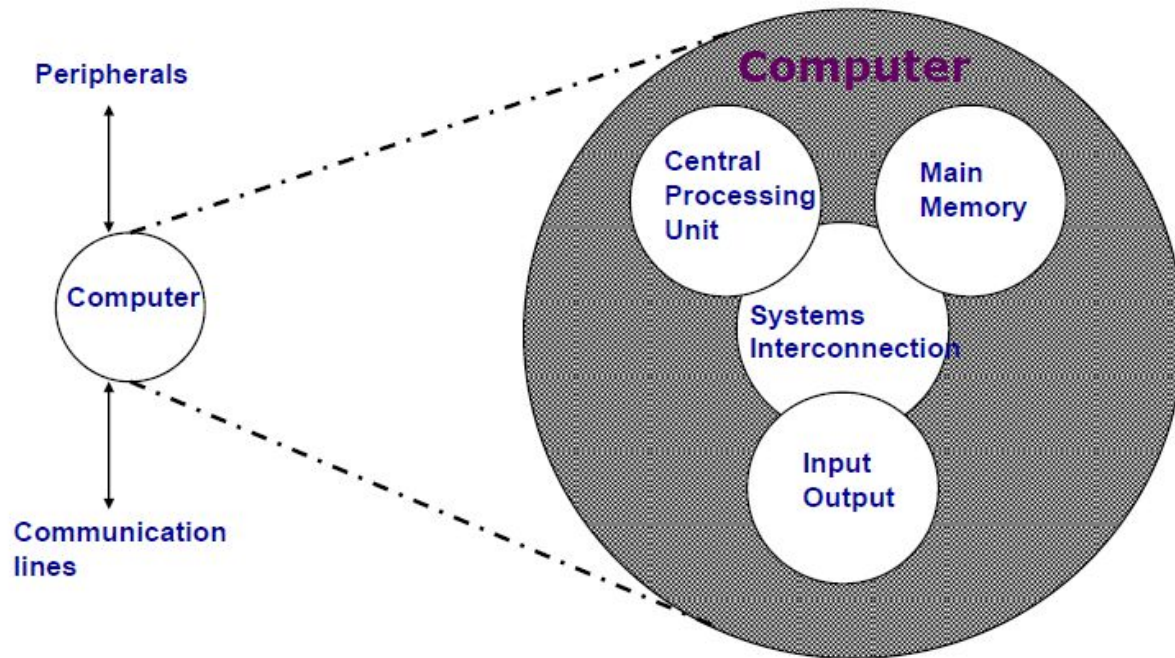 Peripherals
Computer
Communication
lines
Computer
Central
Processing
Unit
Main
Memory
Systems
Interconnection
Input
Output